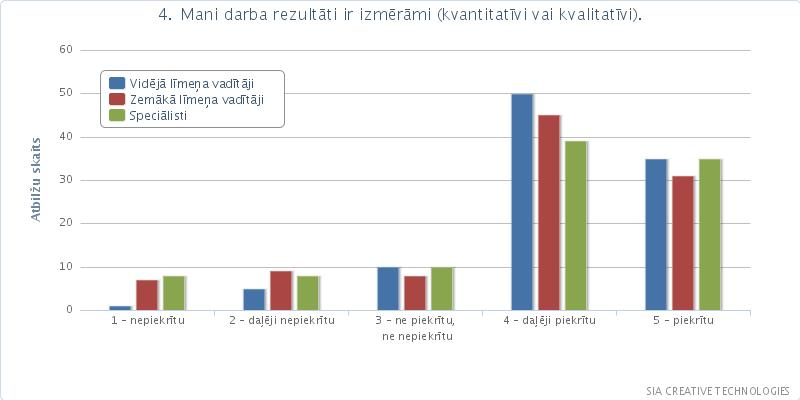 4. Mani darba rezultāti ir izmērāmi (kvantitatīvi vai kvalitatīvi).
60
Vidējā līmeņa vadītāji
Zemākā līmeņa vadītāji
Speciālisti
50
40
30
20
10
0
Atbilžu skaits
1 – nepiekrītu
2 – daļēji nepiekrītu
3 – ne piekrītu,
ne nepiekrītu
4 – daļēji piekrītu
5 – piekrītu
SIA CREATIVE TECHNOLOGIES